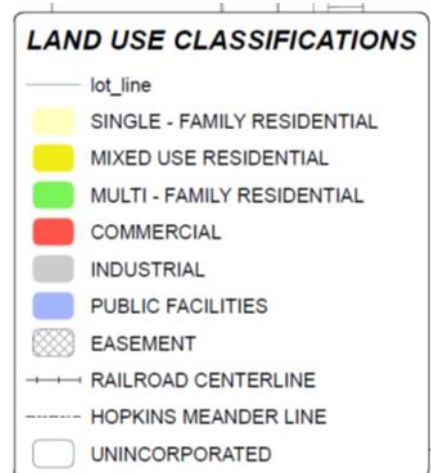 LAND USE CLASSIFICATIONS
lot_line
SINGLE - FAMILY RESIDENTIAL
MIXED USE RESIDENTIAL
MULTI - FAMILY RESIDENTIAL
COMMERCIAL
INDUSTRIAL
PUBLIC FACILITIES
EASEMENT
RAILROAD CENTERLINE
HOPKINS MEANDER LINE
UNINCORPORATED